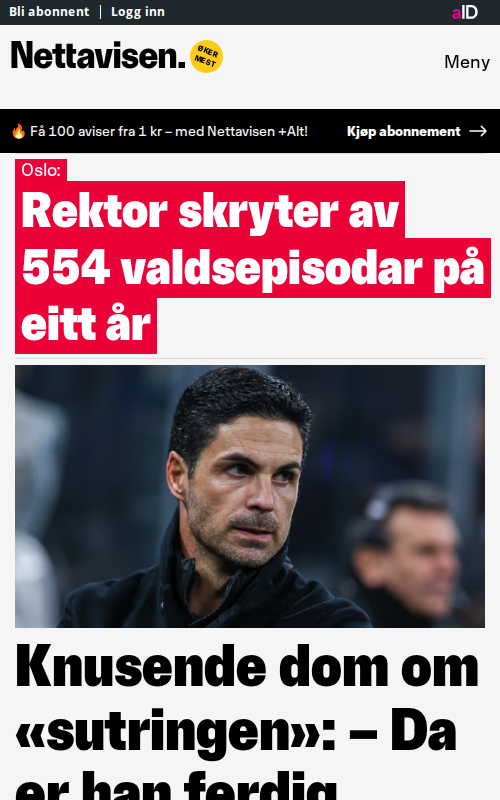 Bli abonnent
Logg inn
aID
Nettavisen.
ØKER
MEST
Meny
Få 100 aviser fra 1 kr – med Nettavisen +Alt!
Kjøp abonnement
Oslo:
Rektor skryter av
554 valdsepisodar på
eitt år
Knusende dom om
«sutringen»: – Da
er han ferdig